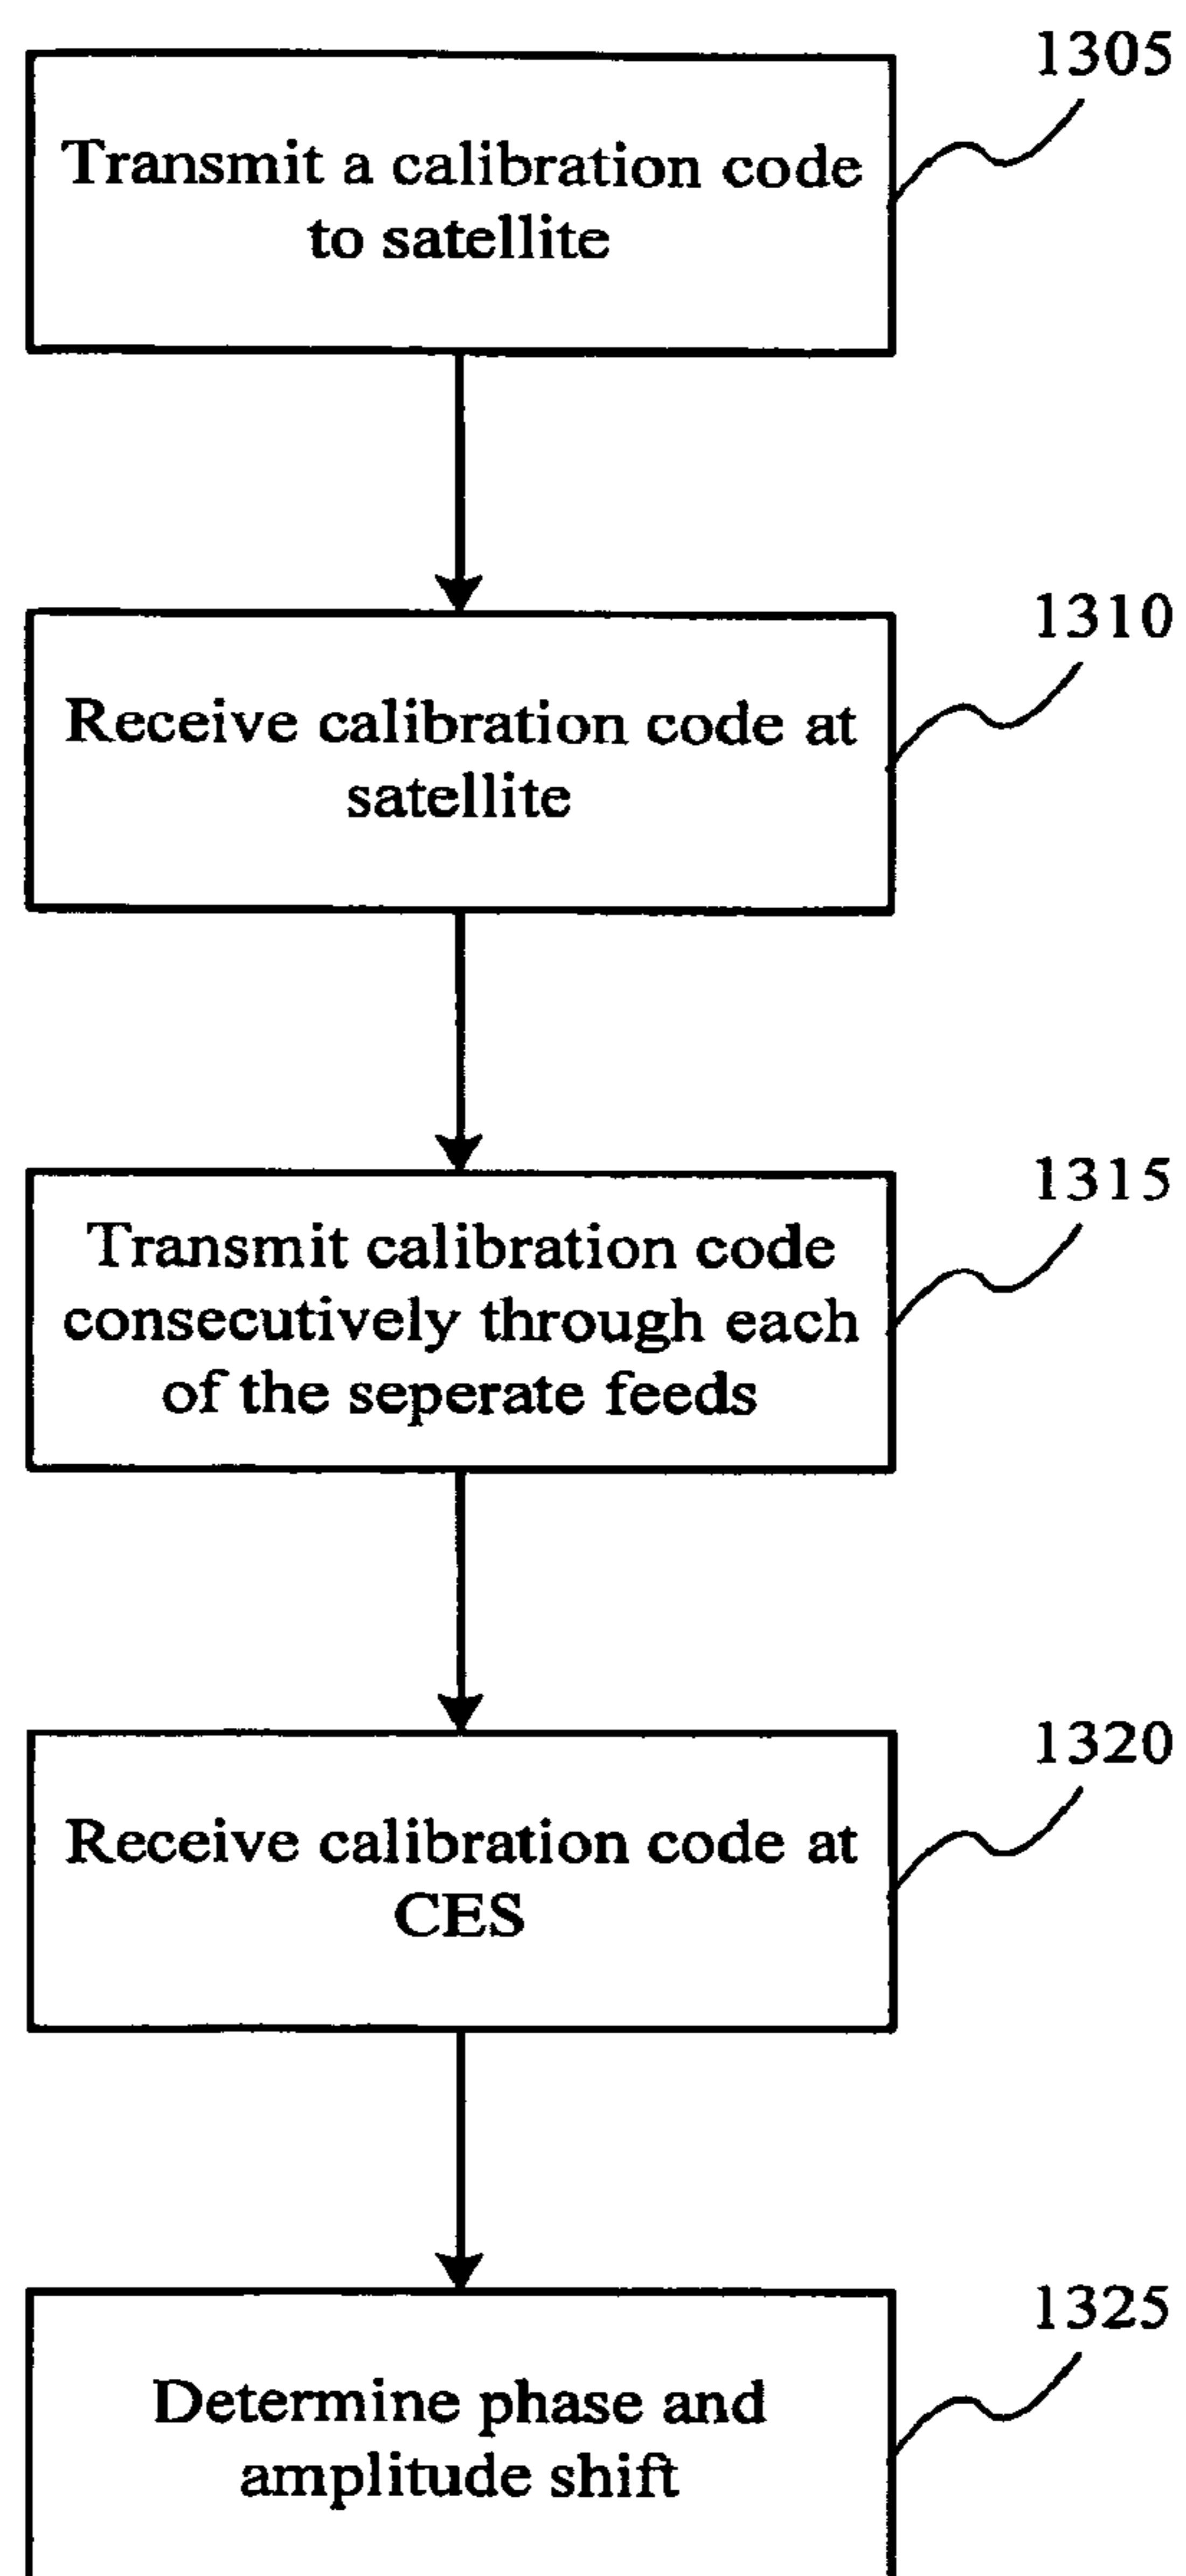 1305
Transmit a calibration code
to satellite
1310
Receive calibration code at
satellite
1315
Transmit calibration code
consecutively through each
of the seperate feeds
1320
Receive calibration code at
CES
1325
Determine phase and
amplitude shift